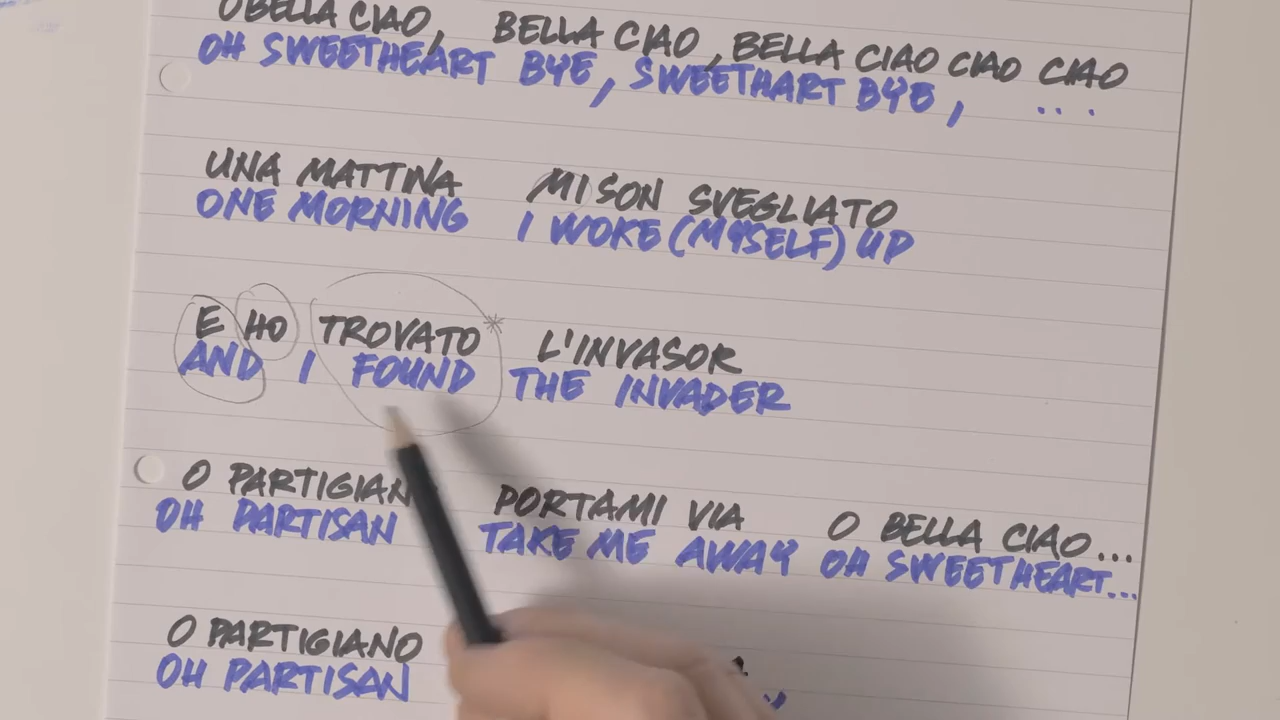 O BELLA CIAO, BELLA CIAO, BELLA CIAO CIAO CIAO
OH SWEETHEART BYE, SWEETHART BYE, ...
UNA MATTINA MI SON SVEGLIATO
ONE MORNING I WOKE (MYSELF) UP
E HO TROVATO* L'INVASOR
AND I FOUND THE INVADER
O PARTIGIANO PORTAMI VIA O BELLA CIAO...
OH PARTISAN TAKE ME AWAY OH SWEETHEART...
O PARTIGIANO
OH PARTISAN